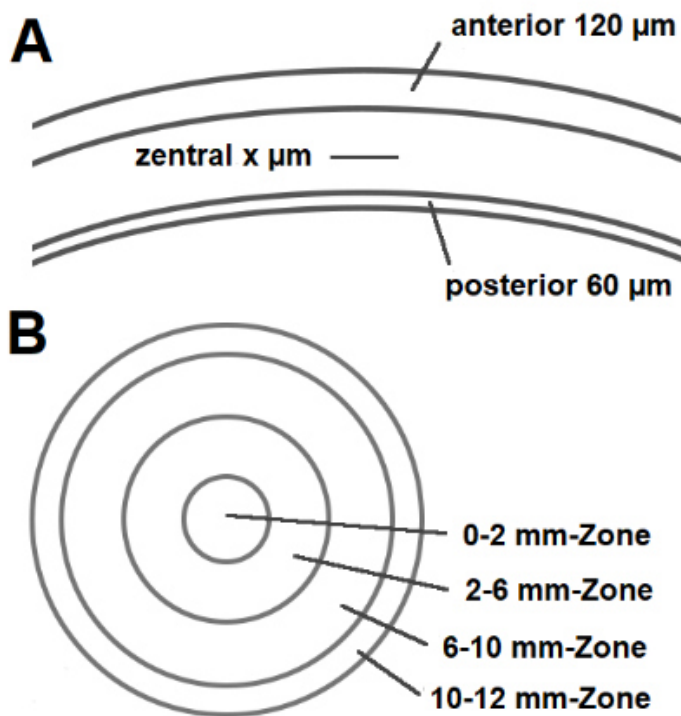 A
anterior 120 µm
zentral x µm
posterior 60 µm
B
0-2 mm-Zone
2-6 mm-Zone
6-10 mm-Zone
10-12 mm-Zone